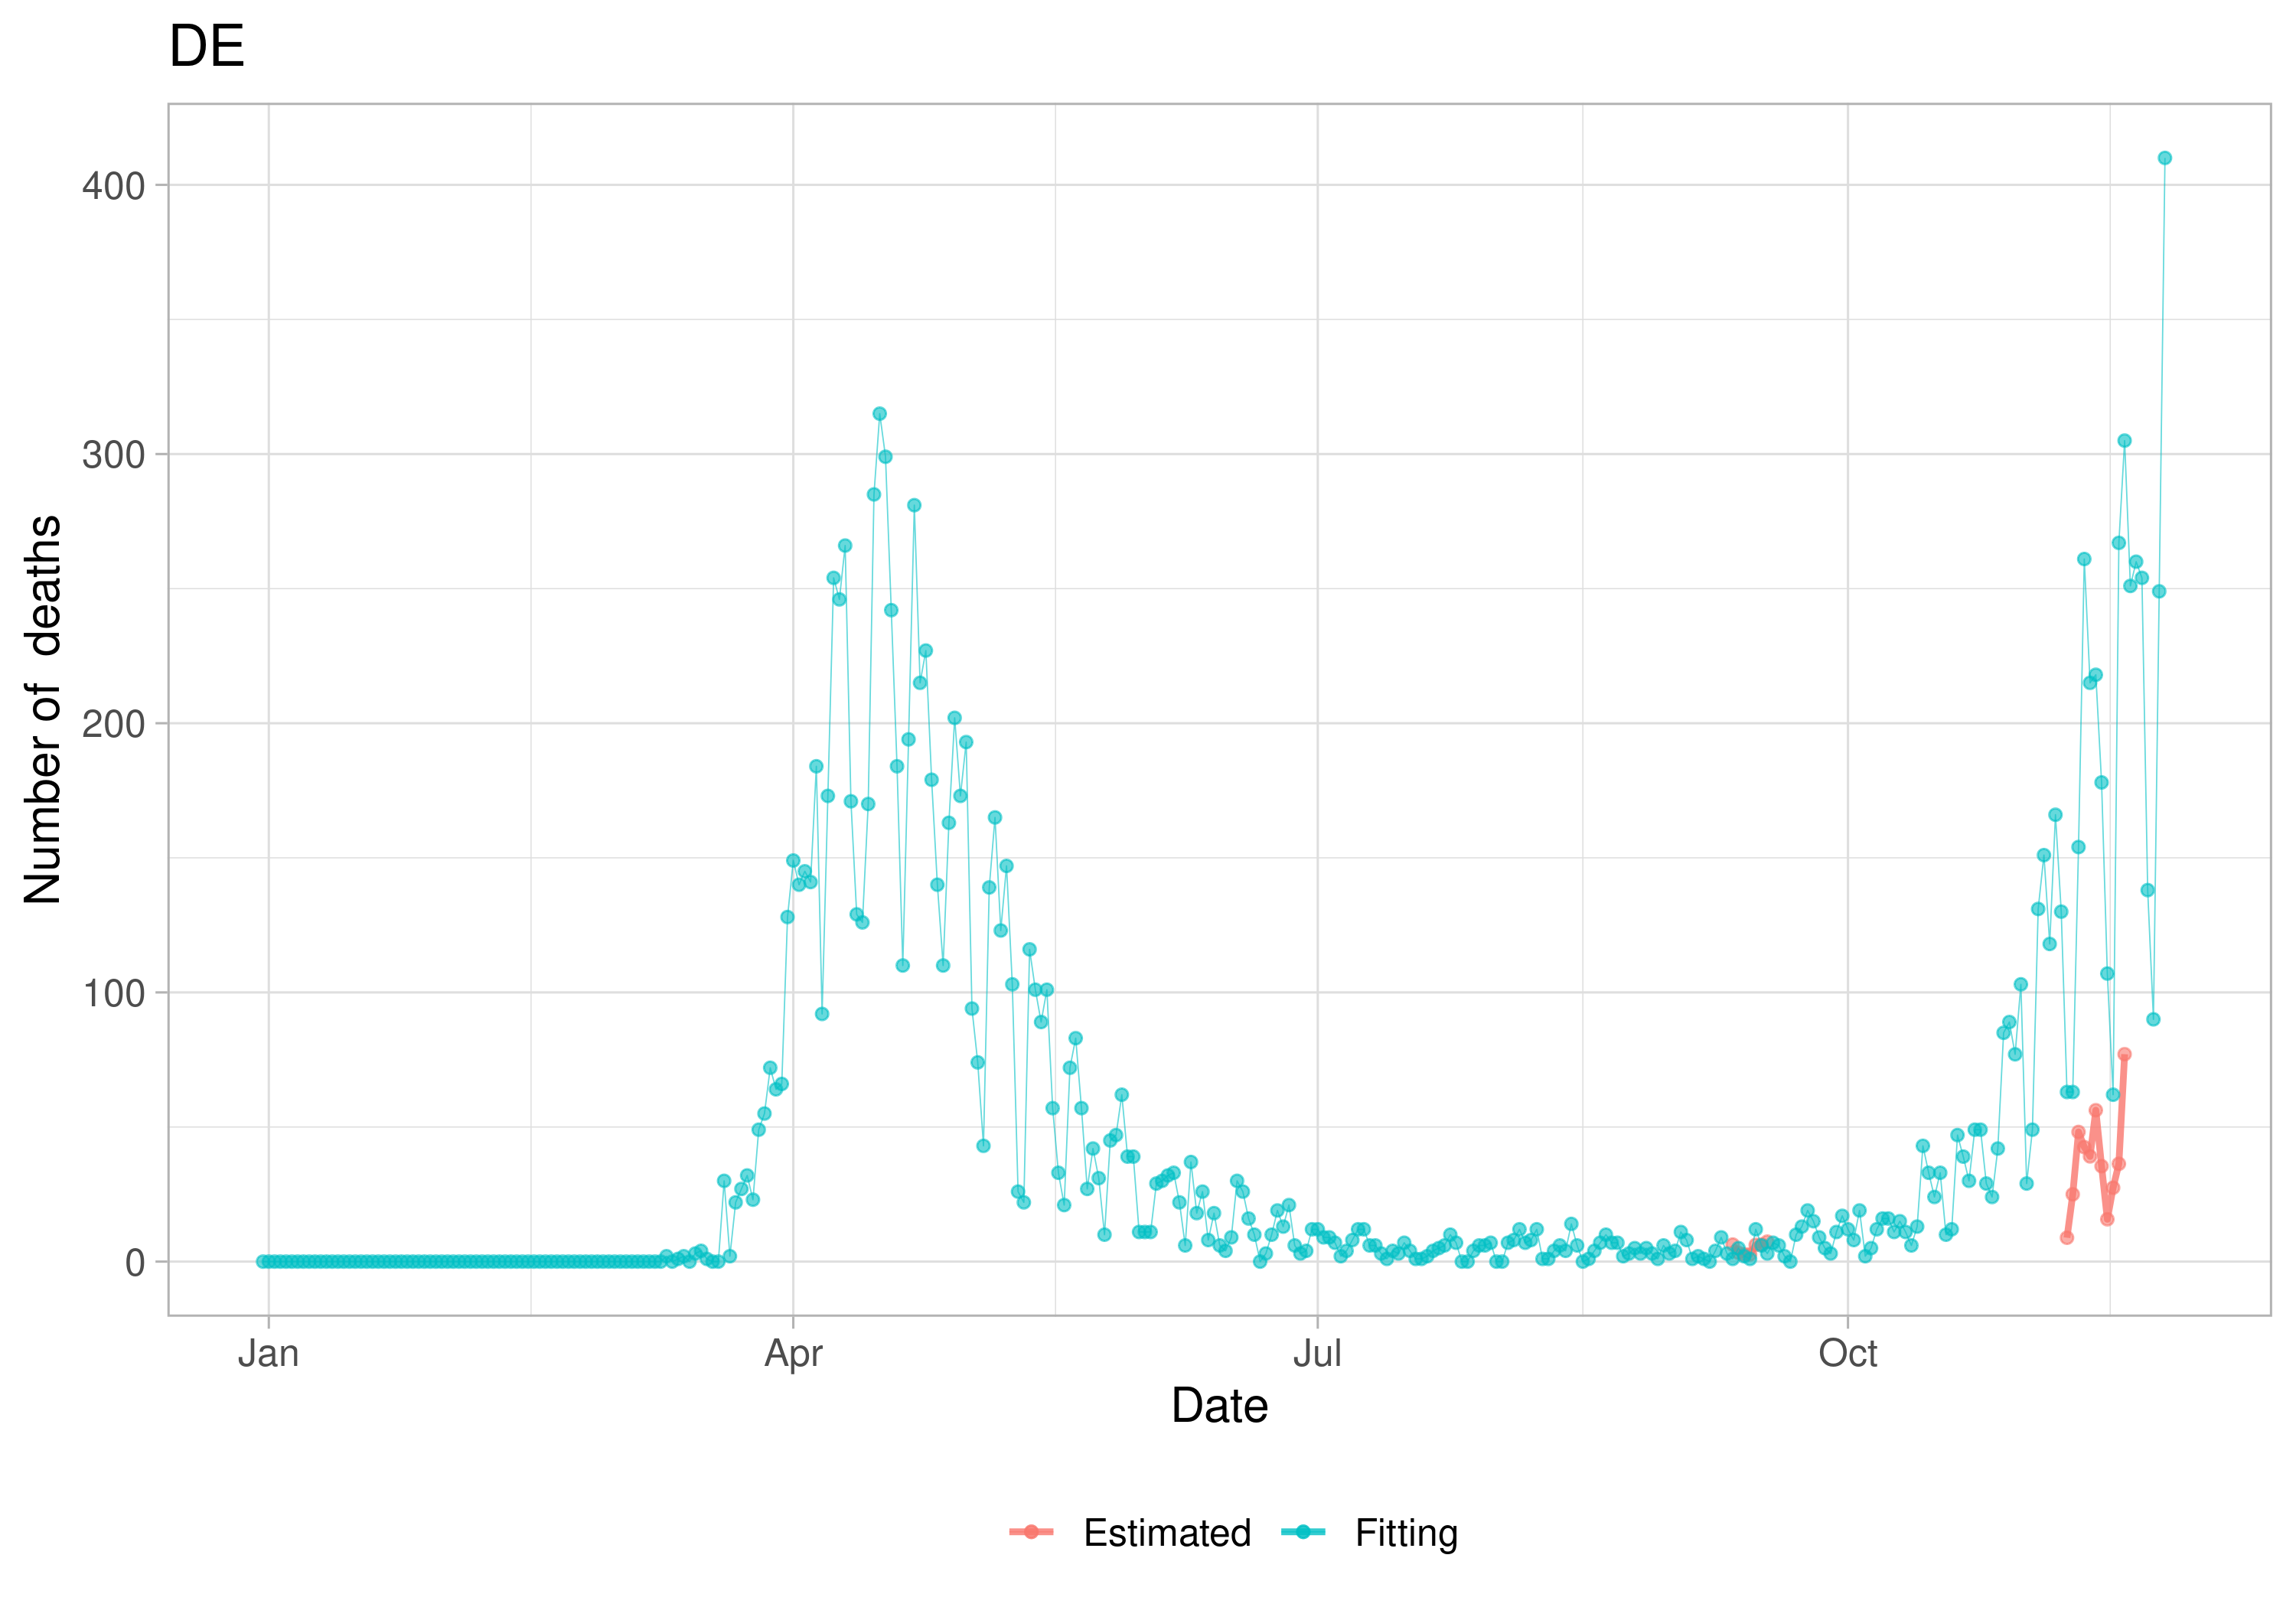 DE
Number of deaths
400
300
200
100
0
Jan Apr Jul Oct
Date
Estimated Fitting